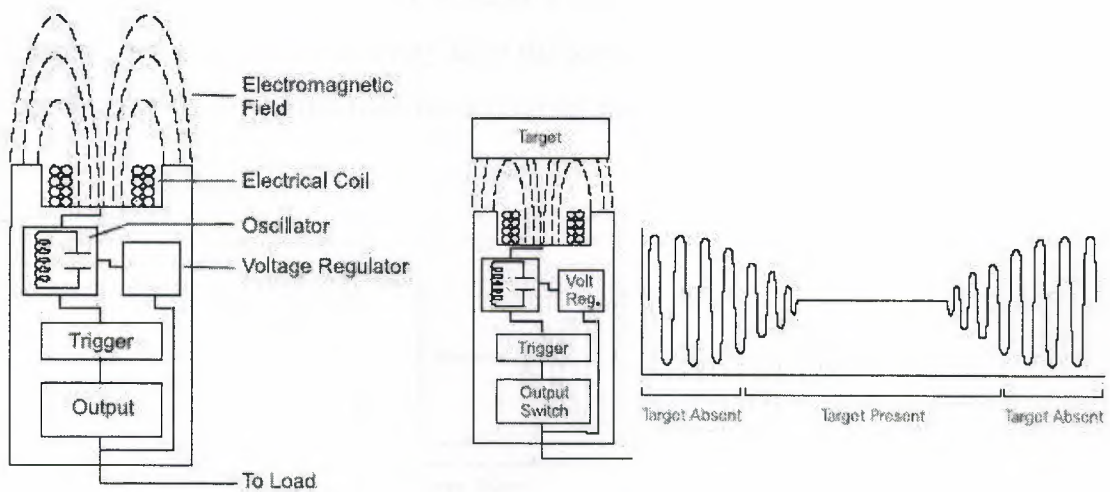 Electromagnetic
Field
Electrical Coil
Oscillator
Voltage Regulator
Trigger
Output
To Load
Target
Volt
Reg.
Trigger
Output
Switch
Target Absent
Target Present
Target Absent